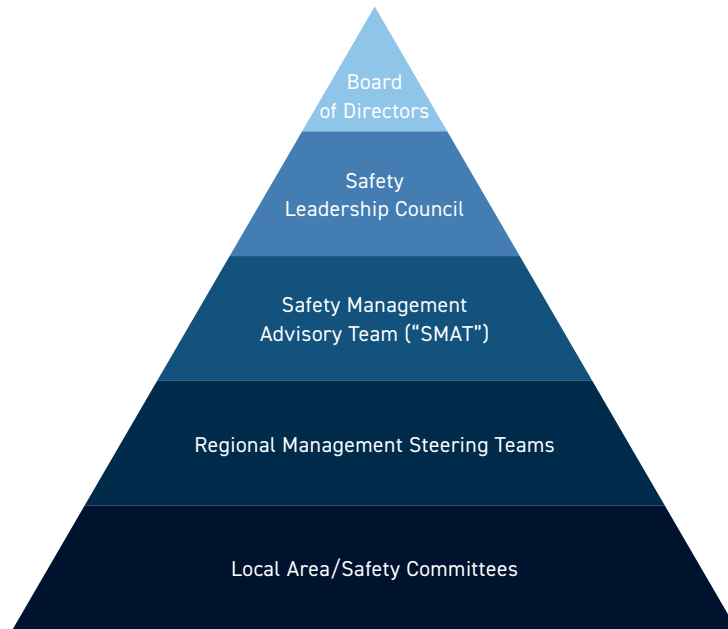 Board
of Directors
Safety
Leadership Council
Safety Management
Advisory Team (“SMAT”)
Regional Management Steering Teams
Local Area/Safety Committees